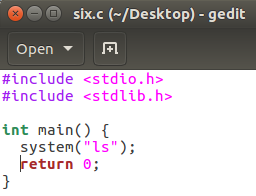 six.c (~/Desktop) - gedit
Open
#include <stdio.h>
#include <stdlib.h>

int main() {
  system("ls");
  return 0;
}